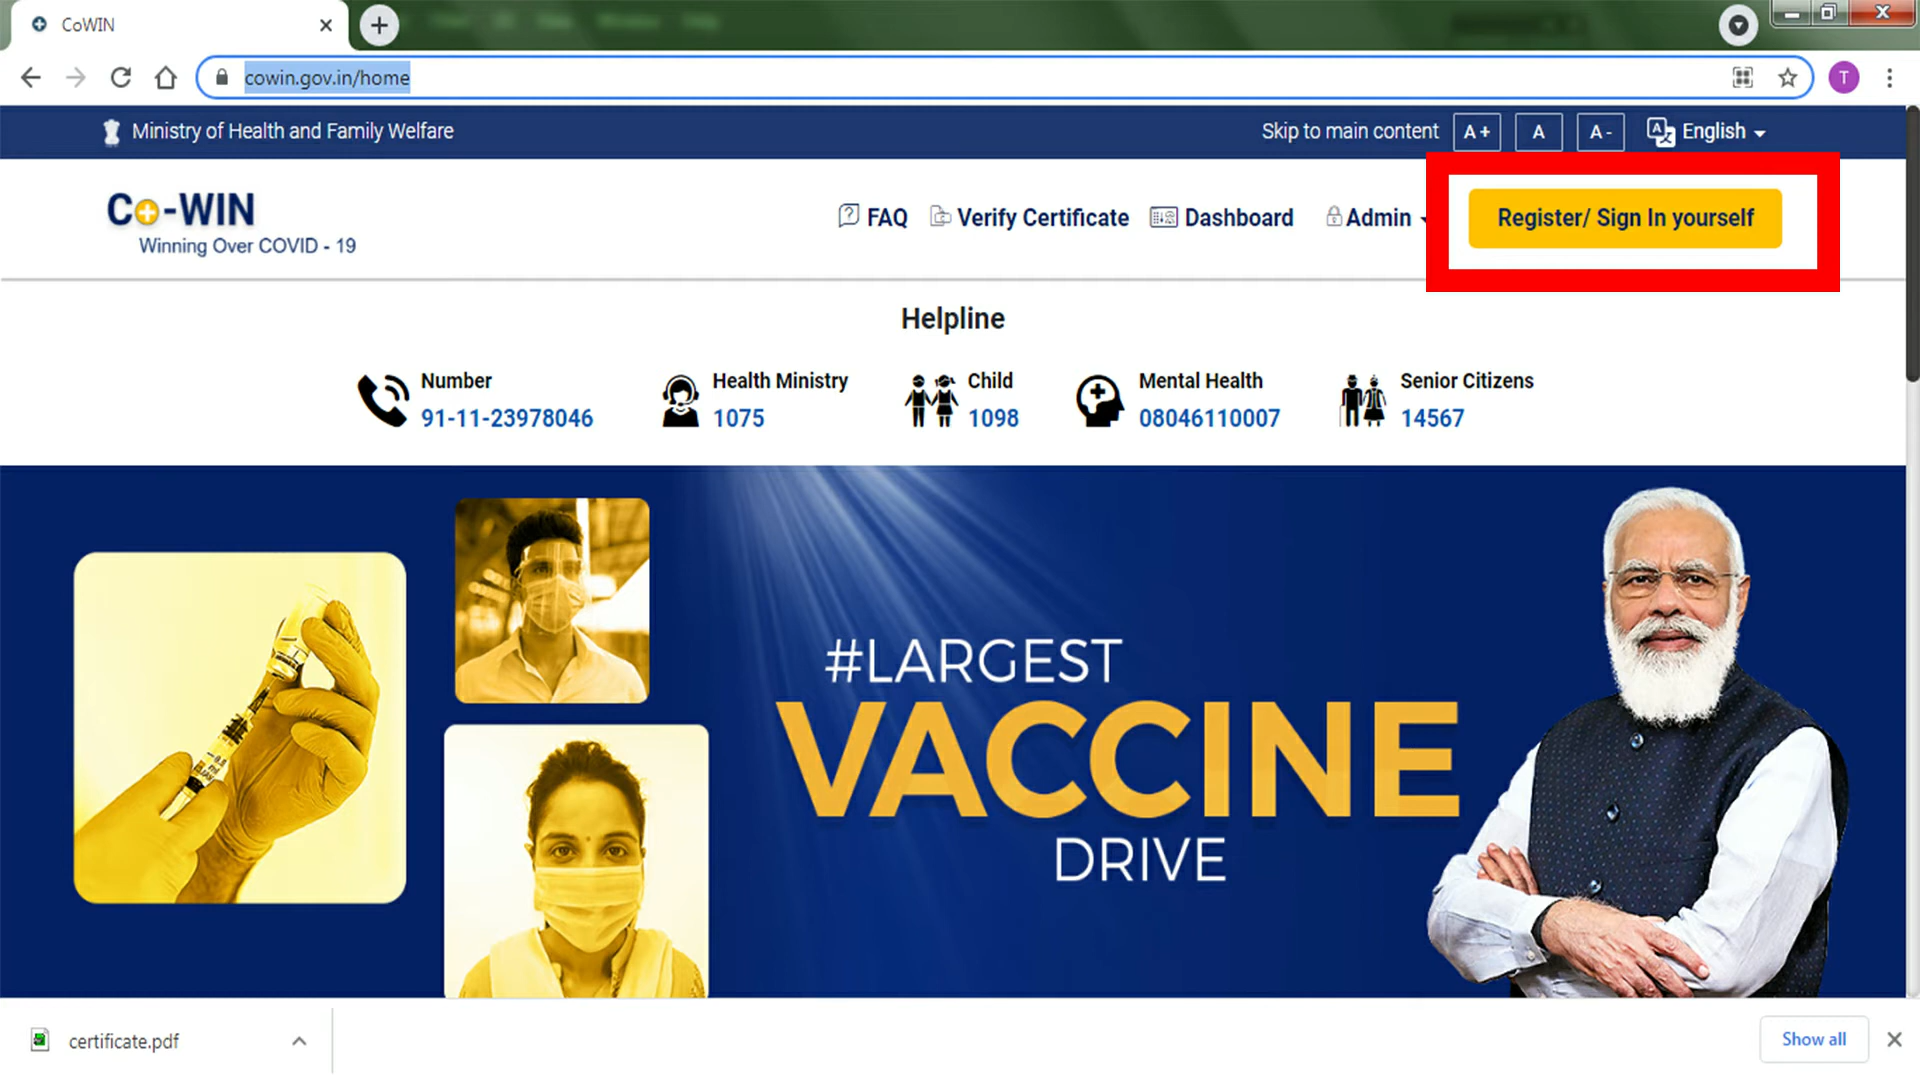 CoWIN
cowin.gov.in/home
T
Ministry of Health and Family Welfare
Skip to main content A+ A A- English
Co-WIN
Winning Over COVID - 19
FAQ Verify Certificate Dashboard Admin Register/ Sign In yourself
Helpline
Number
91-11-23978046
Health Ministry
1075
Child
1098
Mental Health
08046110007
Senior Citizens
14567
#LARGEST
VACCINE
DRIVE
certificate.pdf
Show all